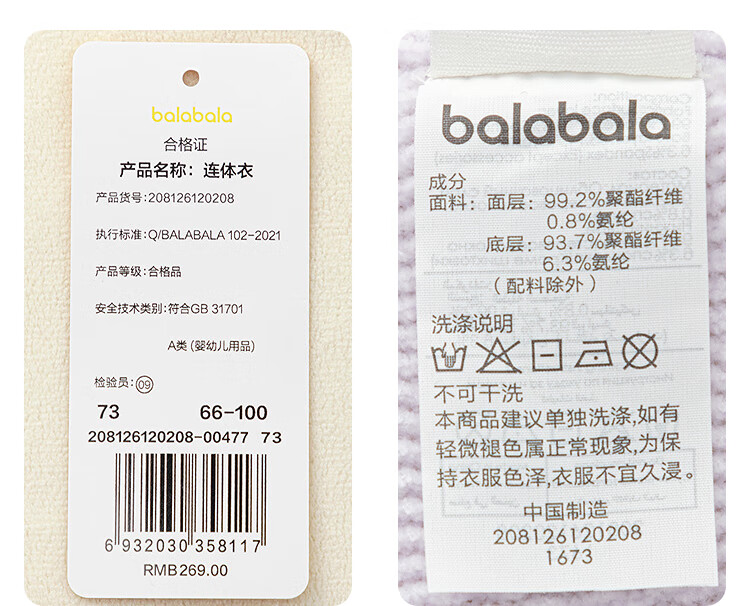 balabala
合格证
产品名称：连体衣
产品货号:208126120208
执行标准:Q/BALABALA 102-2021
产品等级:合格品
安全技术类别:符合GB 31701
A类 (婴幼儿用品)
检验员:09
73 66-100
208126120208-00477 73
6 932030 358117
RMB269.00
balabala
成分
面料: 面层: 99.2%聚酯纤维
0.8%氨纶
底层: 93.7%聚酯纤维
6.3%氨纶
(配料除外)
洗涤说明
不可干洗
本商品建议单独洗涤,如有
轻微褪色属正常现象,为保
持衣服色泽,衣服不宜久浸。
中国制造
208126120208
1673